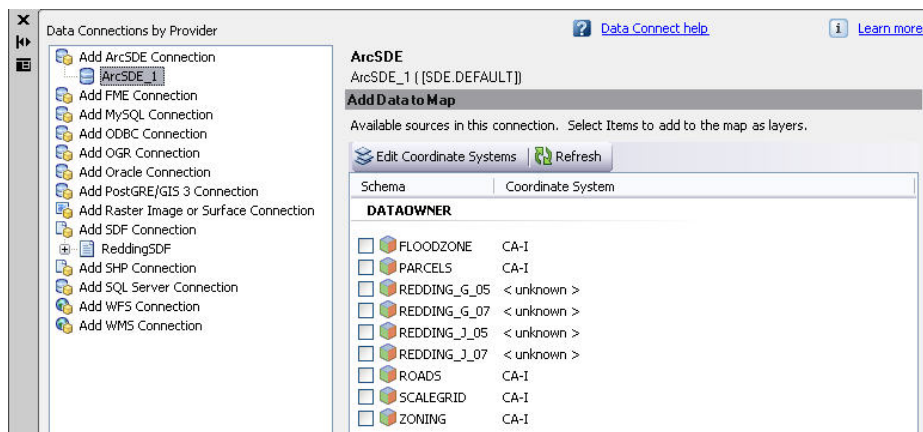 Data Connections by Provider
Data Connect help
i Learn more
Add ArcSDE Connection
ArcSDE_1
Add FME Connection
Add MySQL Connection
Add ODBC Connection
Add OGR Connection
Add Oracle Connection
Add PostGRE/GIS 3 Connection
Add Raster Image or Surface Connection
Add SDF Connection
ReddingSDF
Add SHP Connection
Add SQL Server Connection
Add WFS Connection
Add WMS Connection
ArcSDE
ArcSDE_1 ( [SDE.DEFAULT])
Add Data to Map
Available sources in this connection. Select Items to add to the map as layers.
Edit Coordinate Systems Refresh
Schema Coordinate System
DATAOWNER
FLOODZONE CA-I
PARCELS CA-I
REDDING_G_05 < unknown >
REDDING_G_07 < unknown >
REDDING_J_05 < unknown >
REDDING_J_07 < unknown >
ROADS CA-I
SCALEGRID CA-I
ZONING CA-I